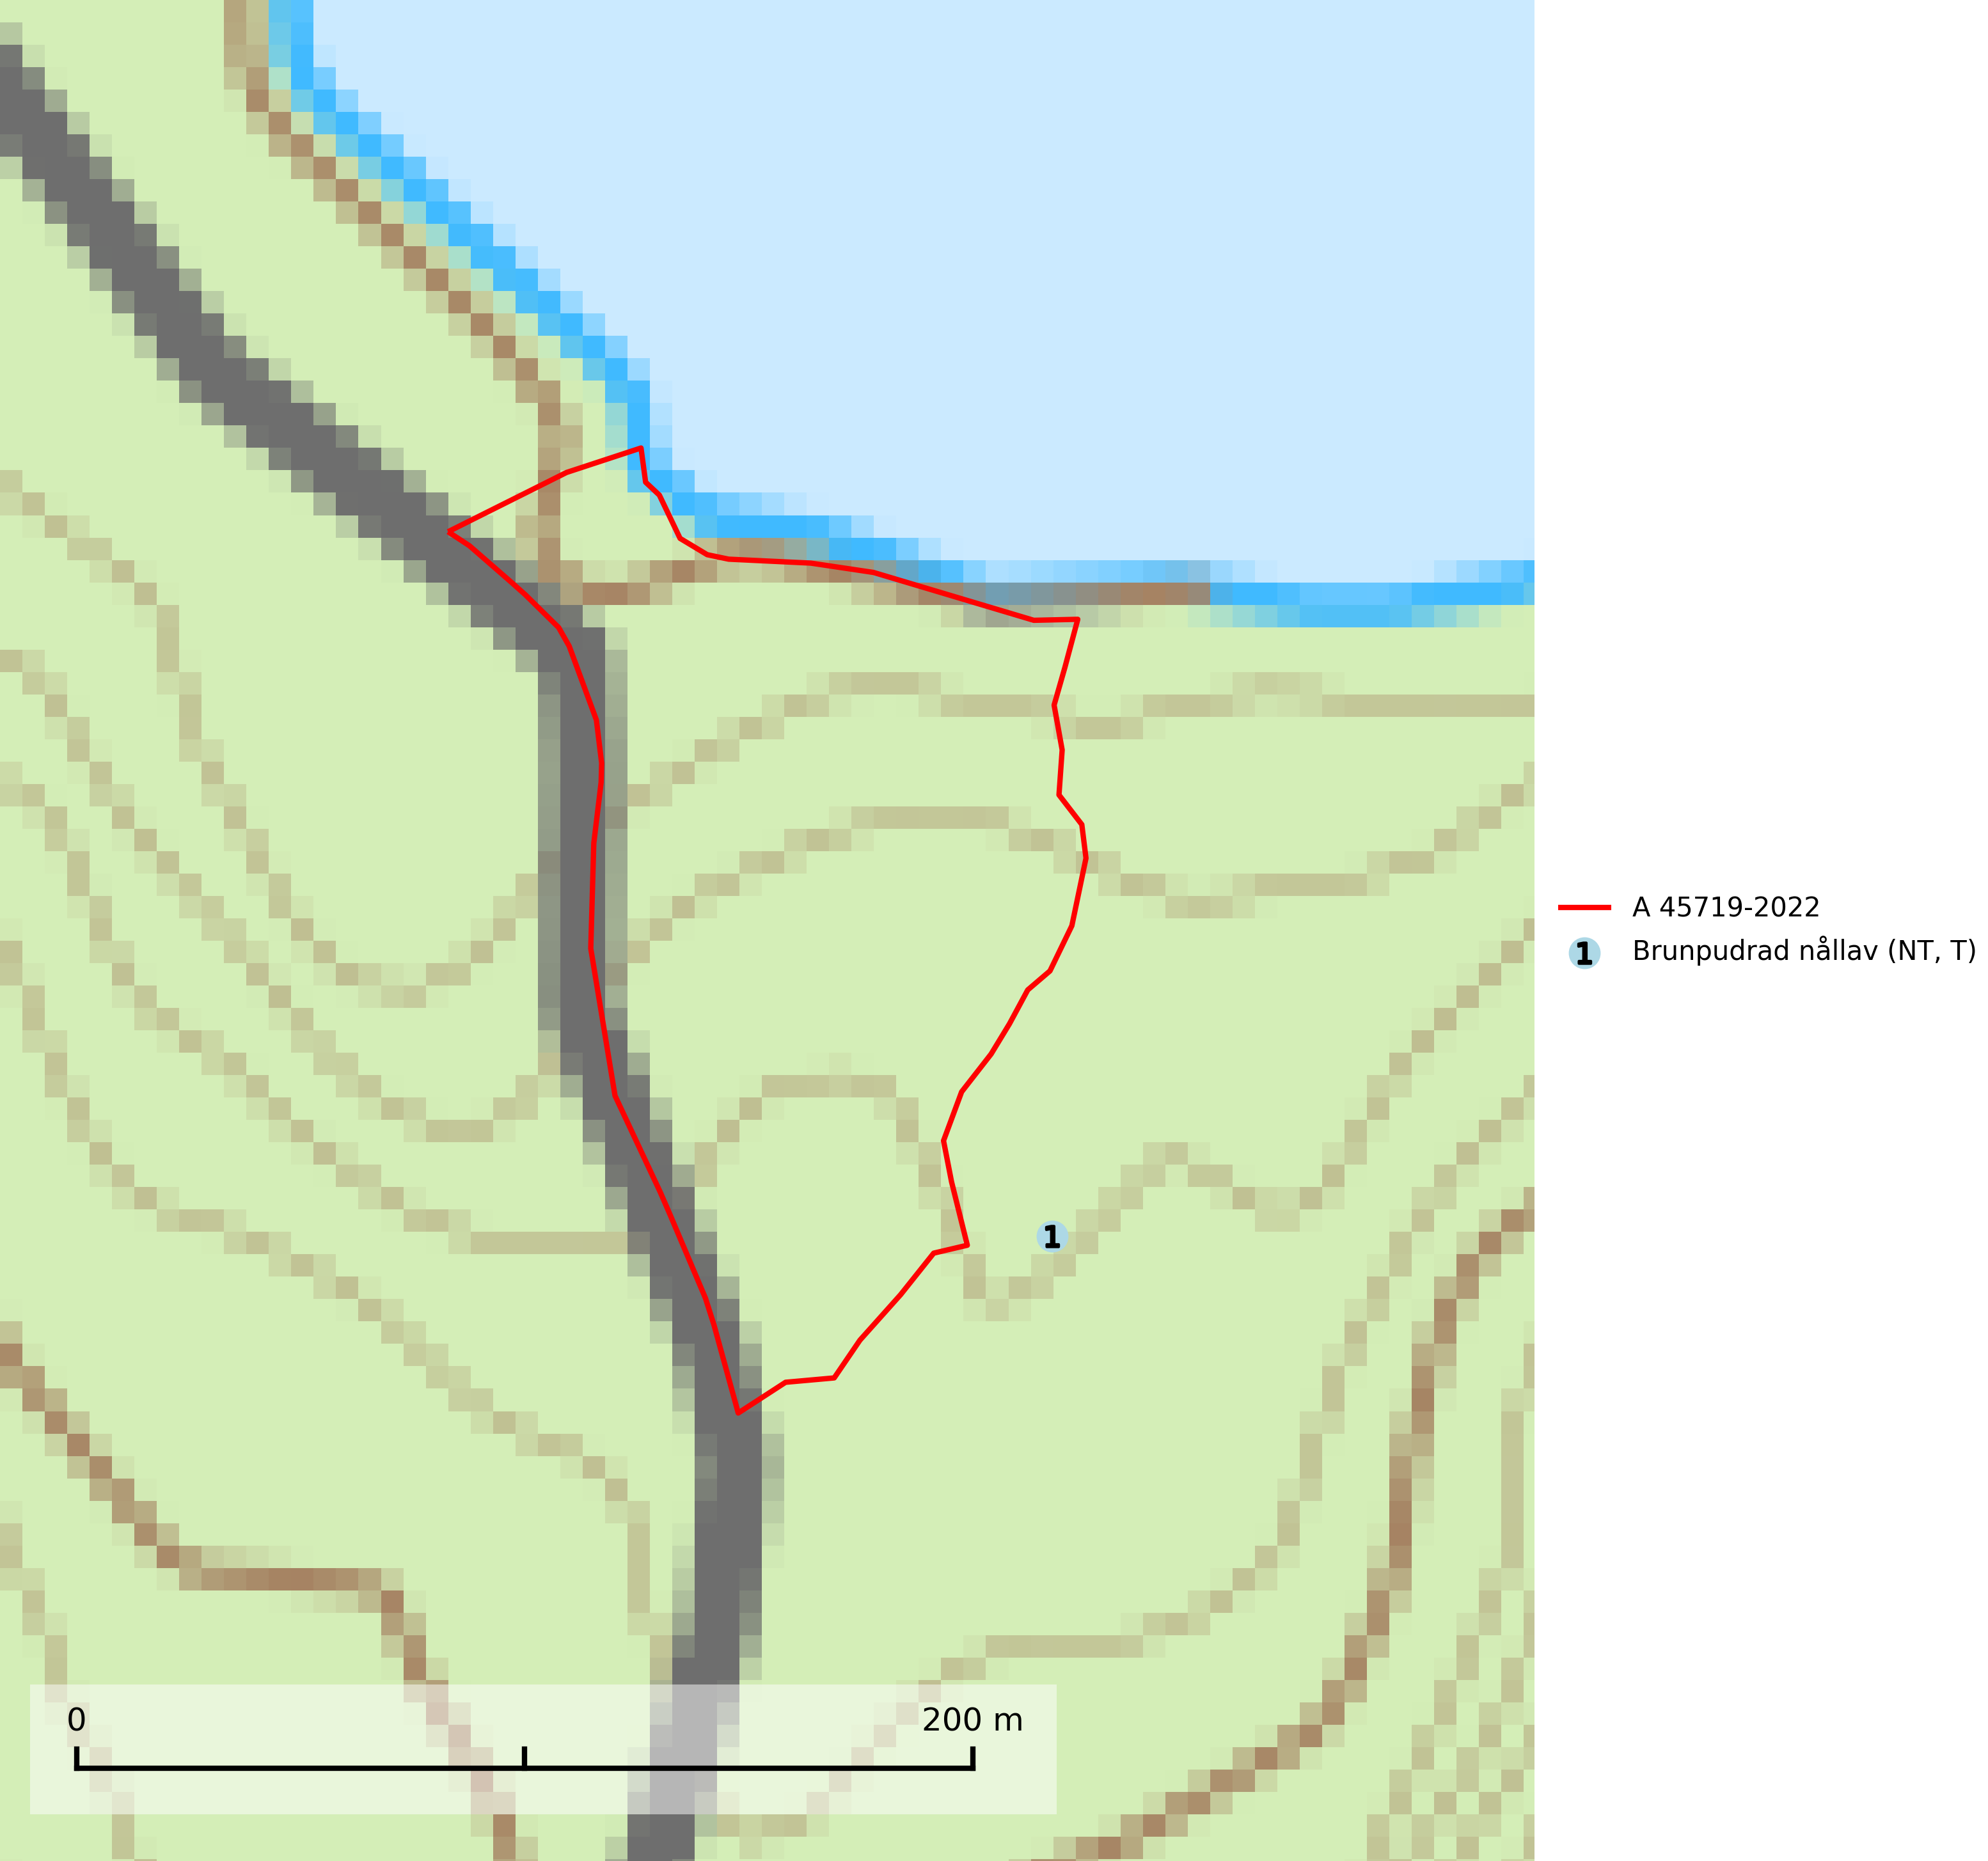 A 45719-2022
1 Brunpudrad nållav (NT, T)
1
0 200 m